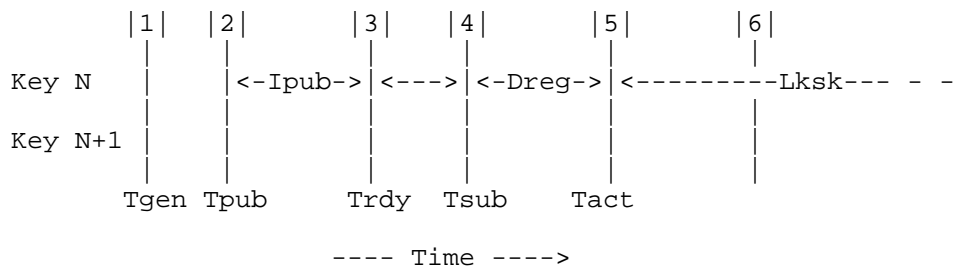 |1| |2| |3| |4| |5| |6|
| | | | | |
Key N | |<-Ipub->|<--->|<-Dreg->|<---------Lksk--- - -
| | | | | |
Key N+1 | | | | | |
| | | | | |
Tgen Tpub Trdy Tsub Tact
---- Time ---->